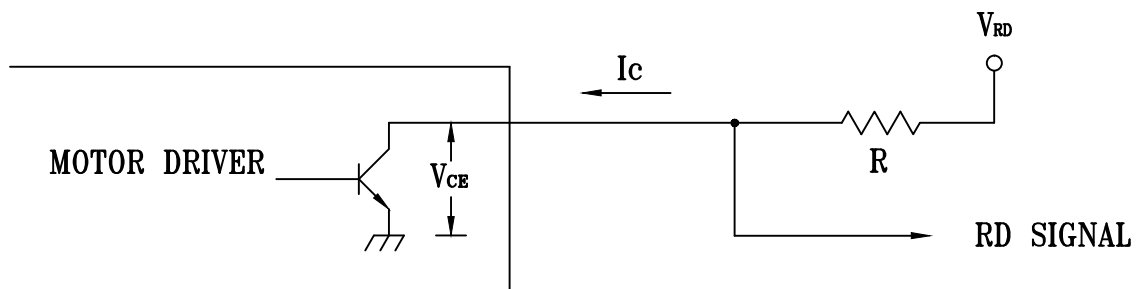 V_RD
Ic
MOTOR DRIVER
V_CE
R
RD SIGNAL